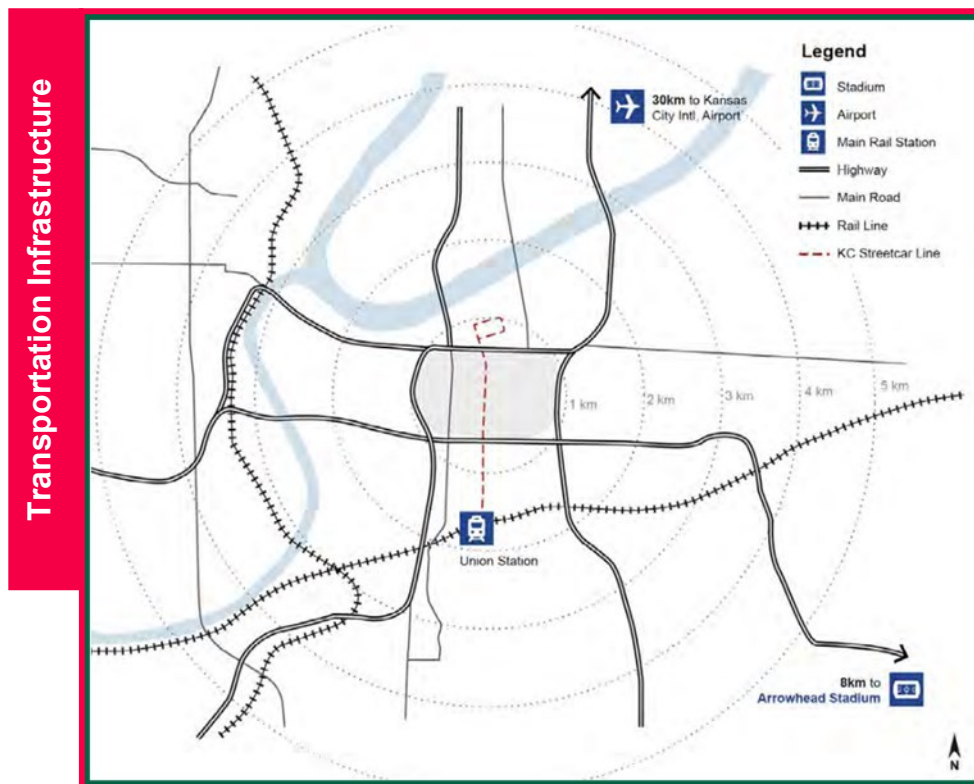 Transportation Infrastructure
Legend
Stadium
Airport
Main Rail Station
Highway
Main Road
Rail Line
KC Streetcar Line
30km to Kansas
City Intl. Airport
1 km
2 km
3 km
4 km
5 km
Union Station
8km to
Arrowhead Stadium
N